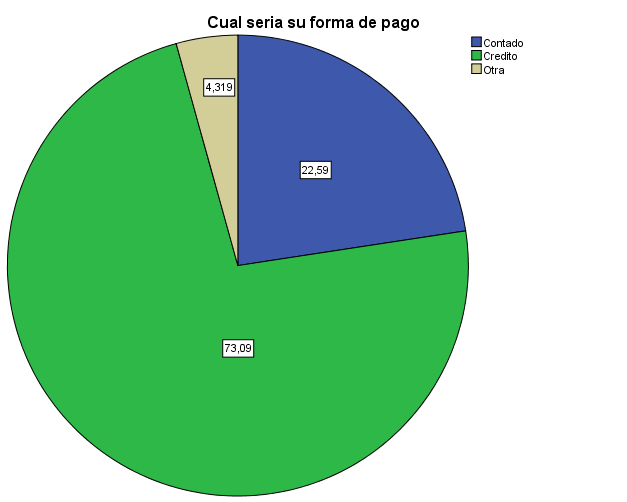 Cual seria su forma de pago
Contado
Credito
Otra
4,319
22,59
73,09